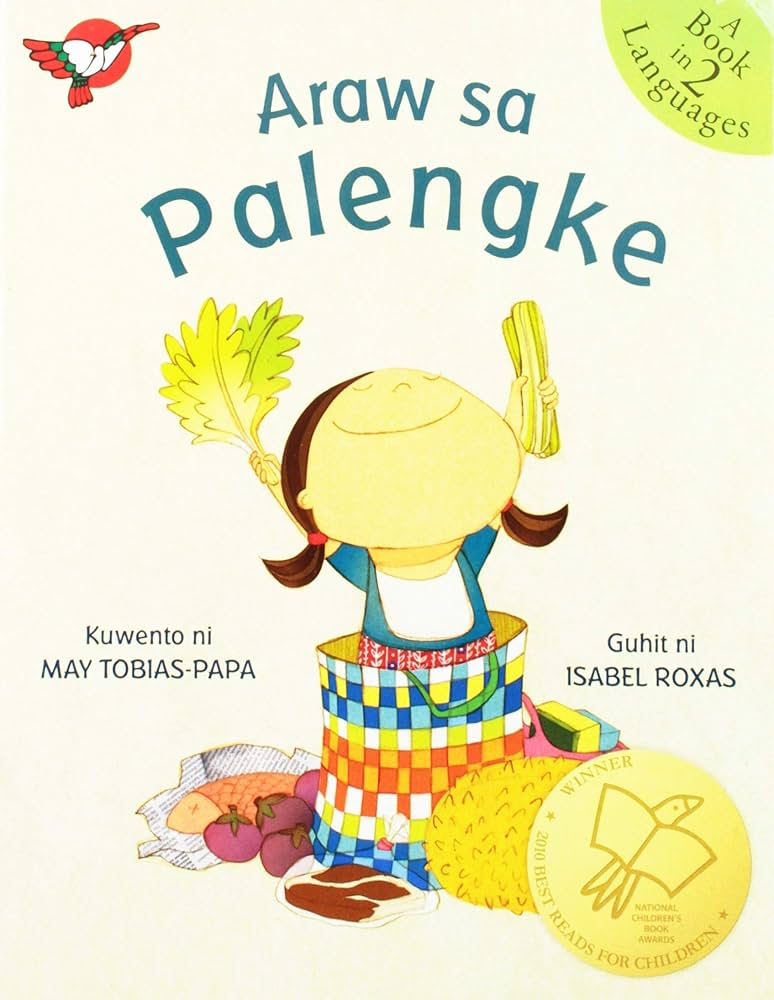 A
Book
in 2
Languages
Araw sa
Palengke
Kuwento ni
MAY TOBIAS-PAPA
Guhit ni
ISABEL ROXAS
WINNER
2010 BEST READS FOR CHILDREN
NATIONAL
CHILDREN'S
BOOK
AWARDS